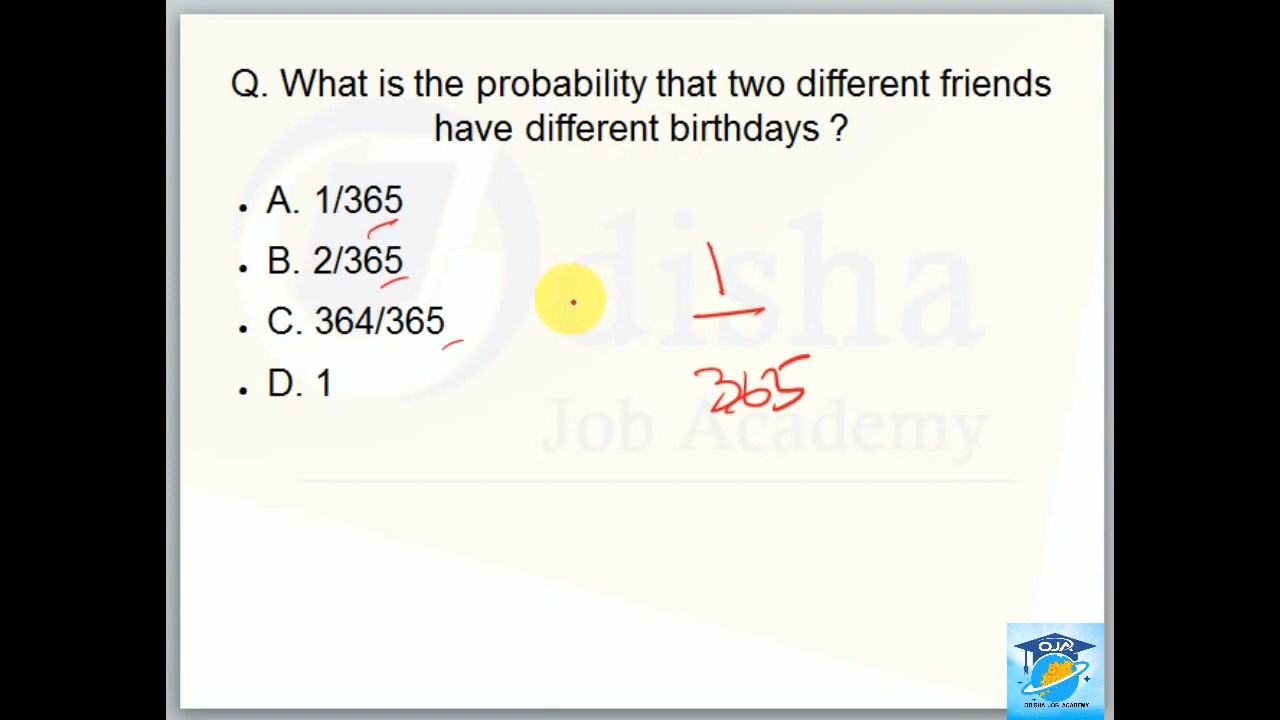 Q. What is the probability that two different friends
have different birthdays ?
• A. 1/365
• B. 2/365
• C. 364/365
• D. 1
1
365
Odisha
Job Academy
OJA
ODISHA JOB ACADEMY